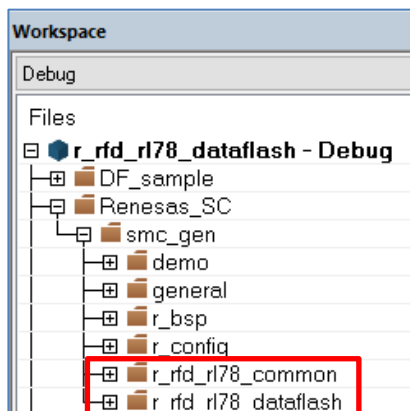 Workspace
Debug
Files
r_rfd_rl78_dataflash - Debug
DF_sample
Renesas_SC
smc_gen
demo
general
r_bsp
r_config
r_rfd_rl78_common
r_rfd_rl78_dataflash